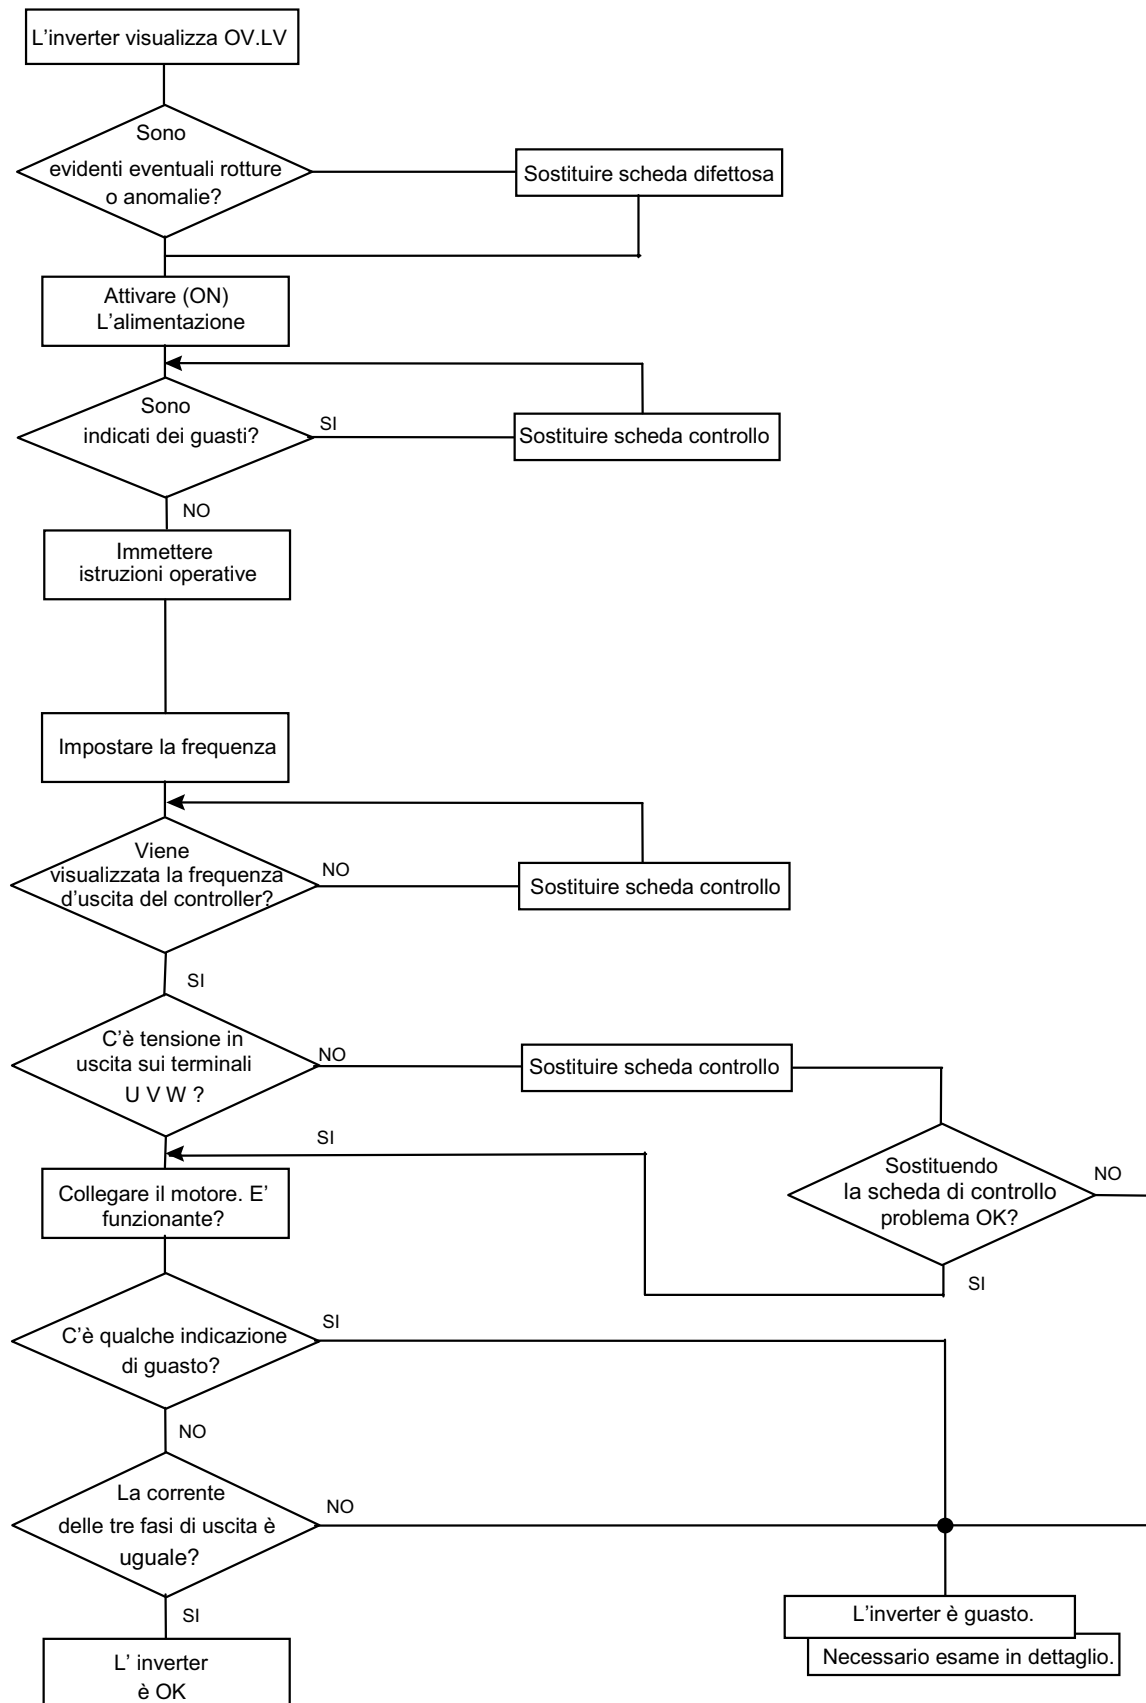 L'inverter visualizza OV.LV
Sono
evidenti eventuali rotture
o anomalie?
Sostituire scheda difettosa
Attivare (ON)
L'alimentazione
Sono
indicati dei guasti?
SI
Sostituire scheda controllo
NO
Immettere
istruzioni operative
Impostare la frequenza
Viene
visualizzata la frequenza
d'uscita del controller?
NO
Sostituire scheda controllo
SI
C'è tensione in
uscita sui terminali
U V W ?
NO
Sostituire scheda controllo
SI
Sostituendo
la scheda di controllo
problema OK?
NO
SI
Collegare il motore. E'
funzionante?
C'è qualche indicazione
di guasto?
SI
NO
La corrente
delle tre fasi di uscita è
uguale?
NO
SI
L'inverter è guasto.
Necessario esame in dettaglio.
L' inverter
è OK